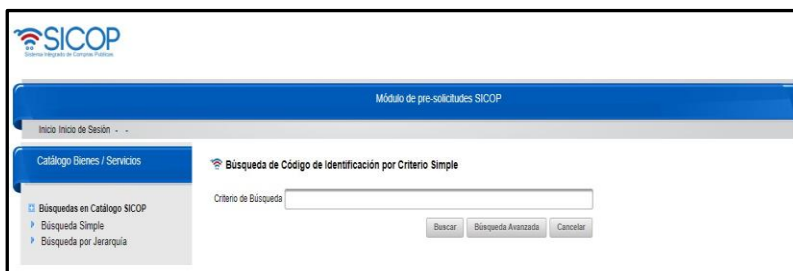 SICOP
Sistema Integrado de Compras Públicas
Módulo de pre-solicitudes SICOP
Inicio Inicio de Sesión - -
Catálogo Bienes / Servicios
Búsquedas en Catálogo SICOP
Búsqueda Simple
Búsqueda por Jerarquía
Búsqueda de Código de Identificación por Criterio Simple
Criterio de Búsqueda
Buscar Búsqueda Avanzada Cancelar